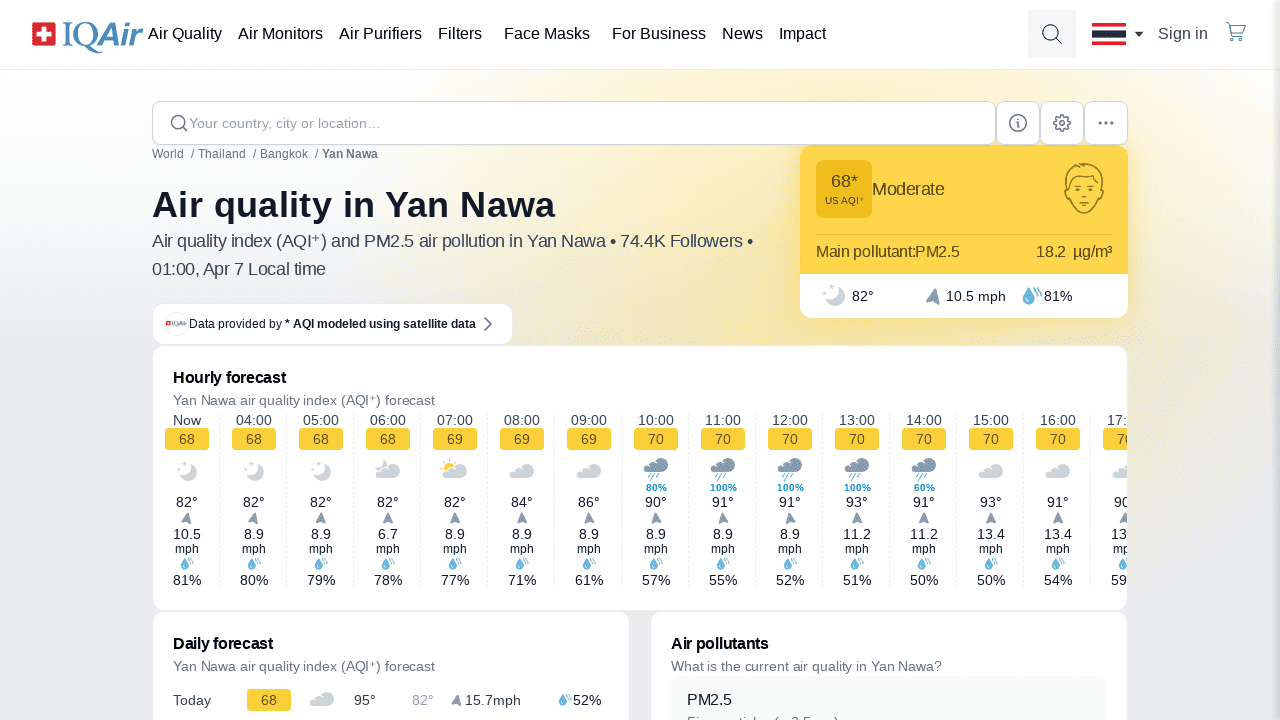 IQAir Air Quality Air Monitors Air Purifiers Filters Face Masks For Business News Impact Sign in
Your country, city or location…
World / Thailand / Bangkok / Yan Nawa
Air quality in Yan Nawa
Air quality index (AQI⁺) and PM2.5 air pollution in Yan Nawa • 74.4K Followers •
01:00, Apr 7 Local time
68*
US AQI⁺
Moderate
Main pollutant:PM2.5 18.2 µg/m³
82° 10.5 mph 81%
IQAir Data provided by * AQI modeled using satellite data
Hourly forecast
Yan Nawa air quality index (AQI⁺) forecast
Now 04:00 05:00 06:00 07:00 08:00 09:00 10:00 11:00 12:00 13:00 14:00 15:00 16:00
68 68 68 68 69 69 69 70 70 70 70 70 70 70 70
80% 100% 100% 100% 60%
82° 82° 82° 82° 82° 84° 86° 90° 91° 91° 93° 91° 93° 91° 90
10.5 8.9 8.9 6.7 8.9 8.9 8.9 8.9 8.9 8.9 11.2 11.2 13.4 13.4
mph mph mph mph mph mph mph mph mph mph mph mph mph mph
81% 80% 79% 78% 77% 71% 61% 57% 55% 52% 51% 50% 50% 54%
Daily forecast
Yan Nawa air quality index (AQI⁺) forecast
Today 68 95° 82° 15.7mph 52%
Air pollutants
What is the current air quality in Yan Nawa?
PM2.5